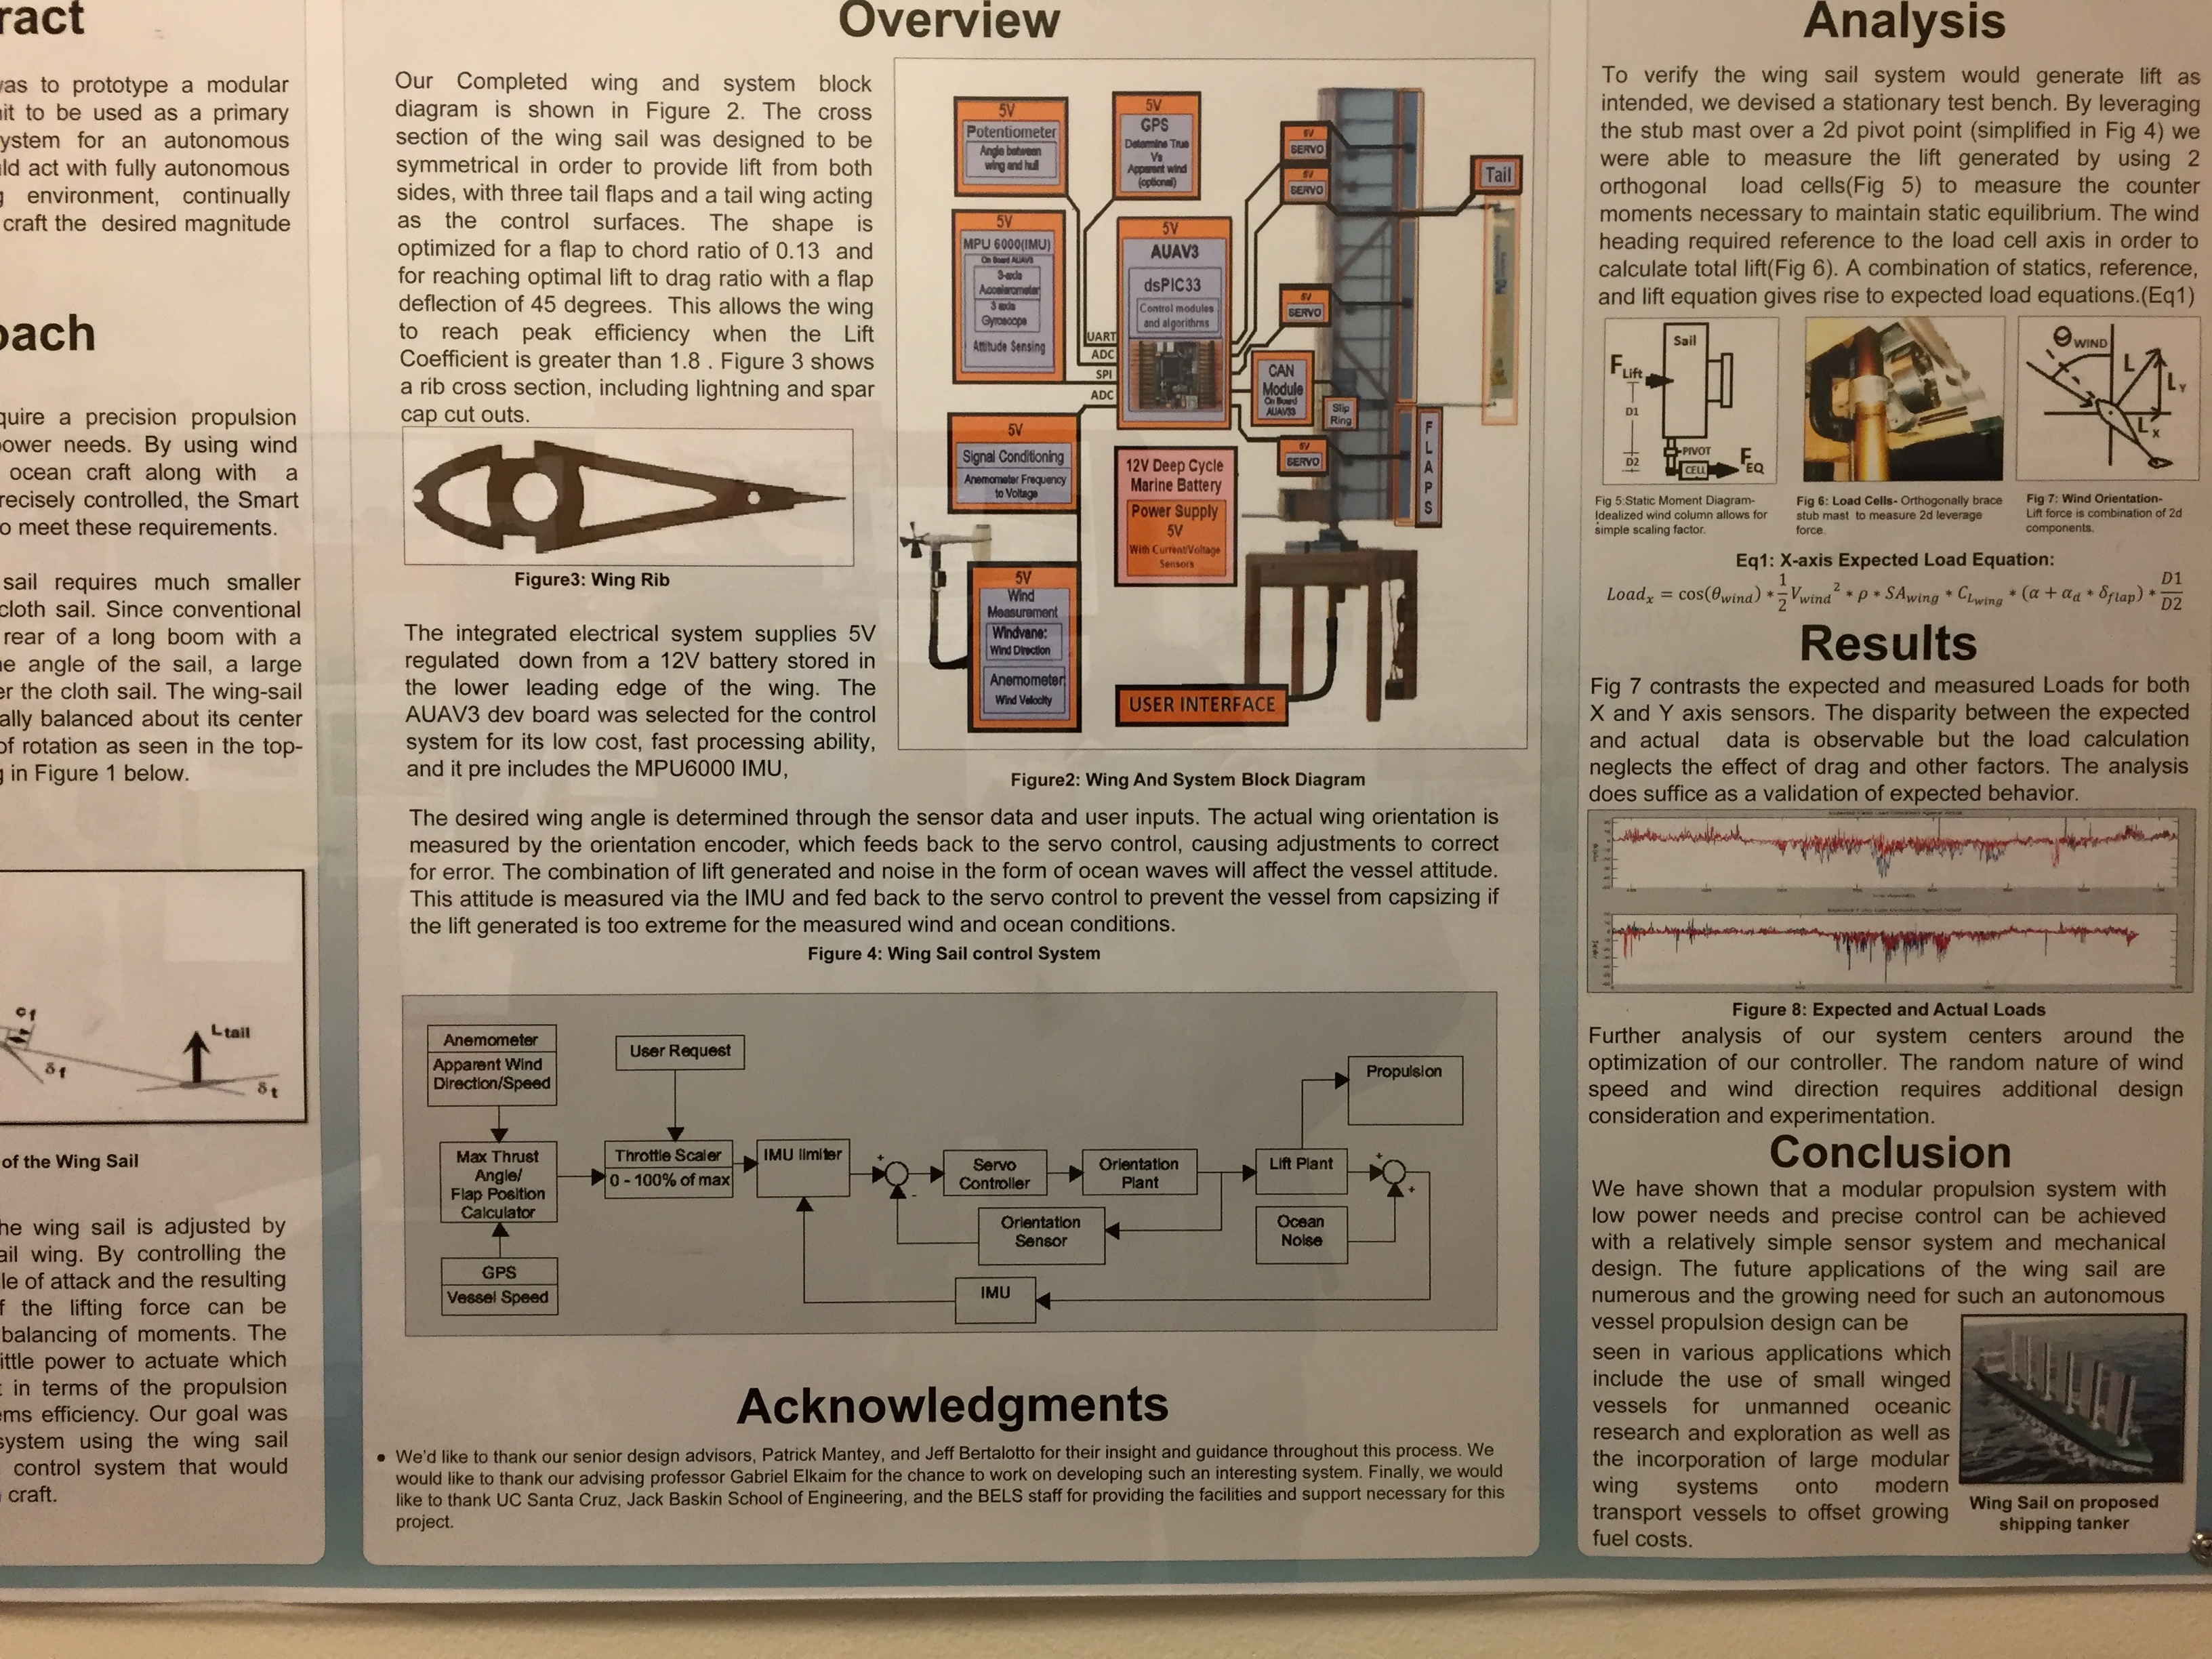 ract
was to prototype a modular
it to be used as a primary
ystem for an autonomous
ld act with fully autonomous
environment, continually
craft the desired magnitude
oach
quire a precision propulsion
power needs. By using wind
ocean craft along with a
recisely controlled, the Smart
o meet these requirements.
sail requires much smaller
cloth sail. Since conventional
rear of a long boom with a
e angle of the sail, a large
er the cloth sail. The wing-sail
ally balanced about its center
of rotation as seen in the top-
g in Figure 1 below.
cf
Ltail
δf
δt
of the Wing Sail
he wing sail is adjusted by
ail wing. By controlling the
le of attack and the resulting
f the lifting force can be
balancing of moments. The
ittle power to actuate which
t in terms of the propulsion
ems efficiency. Our goal was
system using the wing sail
control system that would
craft.
Overview
Our Completed wing and system block
diagram is shown in Figure 2. The cross
section of the wing sail was designed to be
symmetrical in order to provide lift from both
sides, with three tail flaps and a tail wing acting
as the control surfaces. The shape is
optimized for a flap to chord ratio of 0.13 and
for reaching optimal lift to drag ratio with a flap
deflection of 45 degrees. This allows the wing
to reach peak efficiency when the Lift
Coefficient is greater than 1.8 . Figure 3 shows
a rib cross section, including lightning and spar
cap cut outs.
Figure3: Wing Rib
The integrated electrical system supplies 5V
regulated down from a 12V battery stored in
the lower leading edge of the wing. The
AUAV3 dev board was selected for the control
system for its low cost, fast processing ability,
and it pre includes the MPU6000 IMU,
5V
Potentiometer
Angle between
wing and hull
5V
GPS
Determins True
Vs
Apparent wind
(optional)
5V
SERVO
5V
SERVO
Tail
5V
MPU 6000(IMU)
On Board AUAV3
3-axis
Accelerometer
3 axis
Gyroscope
Attitude Sensing
5V
AUAV3
dsPIC33
Control modules
and algorithms
UART
ADC
SPI
ADC
5V
SERVO
CAN
Module
On Board
AUAV33
Slip
Ring
5V
SERVO
FLAPS
5V
Signal Conditioning
Anemometer Frequency
to Voltage
12V Deep Cycle
Marine Battery
Power Supply
5V
With Current/Voltage
Sensors
5V
Wind
Measurement
Windvane:
Wind Direction
Anemometer
Wind Velocity
USER INTERFACE
Figure2: Wing And System Block Diagram
The desired wing angle is determined through the sensor data and user inputs. The actual wing orientation is
measured by the orientation encoder, which feeds back to the servo control, causing adjustments to correct
for error. The combination of lift generated and noise in the form of ocean waves will affect the vessel attitude.
This attitude is measured via the IMU and fed back to the servo control to prevent the vessel from capsizing if
the lift generated is too extreme for the measured wind and ocean conditions.
Figure 4: Wing Sail control System
Anemometer
Apparent Wind
Direction/Speed
User Request
Propulsion
Max Thrust
Angle/
Flap Position
Calculator
Throttle Scaler
0 - 100% of max
IMU limiter
+
-
Servo
Controller
Orientation
Plant
Lift Plant
+
+
Orientation
Sensor
Ocean
Noise
GPS
Vessel Speed
IMU
Acknowledgments
• We'd like to thank our senior design advisors, Patrick Mantey, and Jeff Bertalotto for their insight and guidance throughout this process. We
would like to thank our advising professor Gabriel Elkaim for the chance to work on developing such an interesting system. Finally, we would
like to thank UC Santa Cruz, Jack Baskin School of Engineering, and the BELS staff for providing the facilities and support necessary for this
project.
Analysis
To verify the wing sail system would generate lift as
intended, we devised a stationary test bench. By leveraging
the stub mast over a 2d pivot point (simplified in Fig 4) we
were able to measure the lift generated by using 2
orthogonal load cells(Fig 5) to measure the counter
moments necessary to maintain static equilibrium. The wind
heading required reference to the load cell axis in order to
calculate total lift(Fig 6). A combination of statics, reference,
and lift equation gives rise to expected load equations.(Eq1)
Sail
FLift
D1
D2
PIVOT
CELL
FEQ
ΘWIND
L
LY
LX
Fig 5:Static Moment Diagram-
Idealized wind column allows for
simple scaling factor.
Fig 6: Load Cells- Orthogonally brace
stub mast to measure 2d leverage
force.
Fig 7: Wind Orientation-
Lift force is combination of 2d
components.
Eq1: X-axis Expected Load Equation:
Loadₓ = cos(θwind) * 1/2 Vwind² * ρ * SAwing * CLwing * (α + αd * δflap) * D1/D2
Results
Fig 7 contrasts the expected and measured Loads for both
X and Y axis sensors. The disparity between the expected
and actual data is observable but the load calculation
neglects the effect of drag and other factors. The analysis
does suffice as a validation of expected behavior.
Figure 8: Expected and Actual Loads
Further analysis of our system centers around the
optimization of our controller. The random nature of wind
speed and wind direction requires additional design
consideration and experimentation.
Conclusion
We have shown that a modular propulsion system with
low power needs and precise control can be achieved
with a relatively simple sensor system and mechanical
design. The future applications of the wing sail are
numerous and the growing need for such an autonomous
vessel propulsion design can be
seen in various applications which
include the use of small winged
vessels for unmanned oceanic
research and exploration as well as
the incorporation of large modular
wing systems onto modern
transport vessels to offset growing
fuel costs.
Wing Sail on proposed
shipping tanker